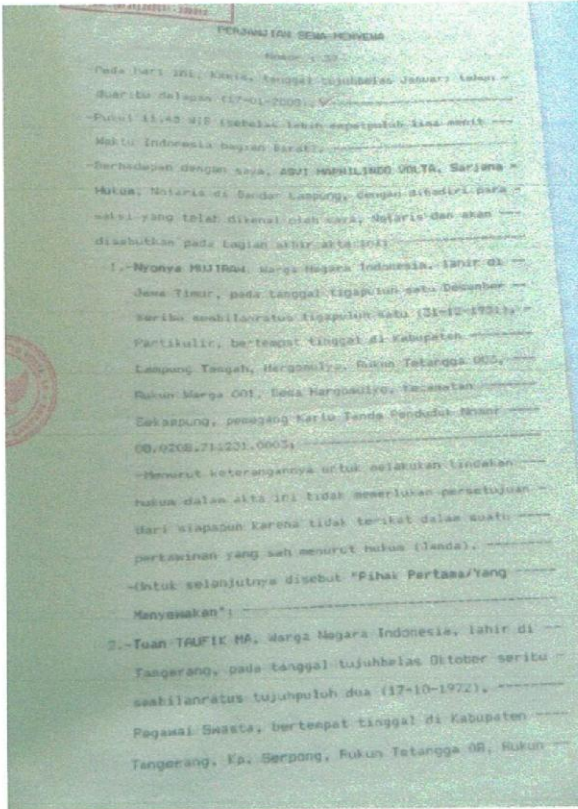 PERJANJIAN SEWA MENYEWA
Nomor : 32
-Pada hari ini, Kamis, tanggal tujuhbelas Januari tahun -
duaribu delapan (17-01-2008).
-Pukul 11.45 WIB (sebelas lebih empatpuluh lima menit ---
Waktu Indonesia bagian Barat).
-Berhadapan dengan saya, ASVI MAPHILINDO VOLTA, Sarjana -
Hukum, Notaris di Bandar Lampung, dengan dihadiri para -
saksi yang telah dikenal oleh saya, Notaris dan akan ---
disebutkan pada bagian akhir akta ini:
1.-Nyonya MUJIRAH, Warga Negara Indonesia, lahir di --
Jawa Timur, pada tanggal tigapuluh satu Desember --
seribu sembilanratus tigapuluh satu (31-12-1931), -
Partikulir, bertempat tinggal di Kabupaten
Lampung Tengah, Hargomulyo, Rukun Tetangga 003,
Rukun Warga 001, Desa Hargomulyo, Kecamatan
Sekampung, pemegang Kartu Tanda Penduduk Nomor
08.0208.711231.0003;
-Menurut keterangannya untuk melakukan tindakan
hukum dalam akta ini tidak memerlukan persetujuan -
dari siapapun karena tidak terikat dalam suatu
perkawinan yang sah menurut hukum (Janda).
-Untuk selanjutnya disebut "Pihak Pertama/Yang
Menyewakan";
2.-Tuan TAUFIK MA, Warga Negara Indonesia, lahir di --
Tangerang, pada tanggal tujuhbelas Oktober seribu -
sembilanratus tujuhpuluh dua (17-10-1972),
Pegawai Swasta, bertempat tinggal di Kabupaten
Tangerang, Kp. Serpong, Rukun Tetangga 08, Rukun